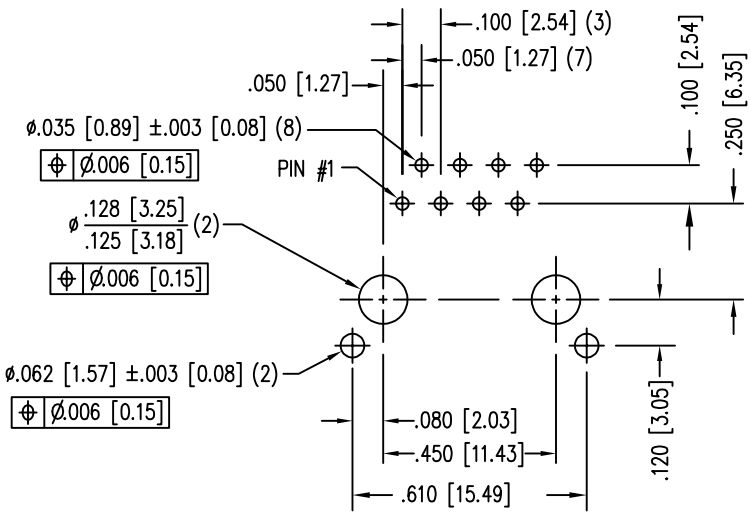 .100 [2.54] (3)
.050 [1.27] (7)
.050 [1.27]
.100 [2.54]
.250 [6.35]
ø.035 [0.89] ±.003 [0.08] (8)
⌖ Ø.006 [0.15]
PIN #1
ø .128 [3.25] (2)
.125 [3.18]
⌖ Ø.006 [0.15]
ø.062 [1.57] ±.003 [0.08] (2)
⌖ Ø.006 [0.15]
.080 [2.03]
.450 [11.43]
.120 [3.05]
.610 [15.49]